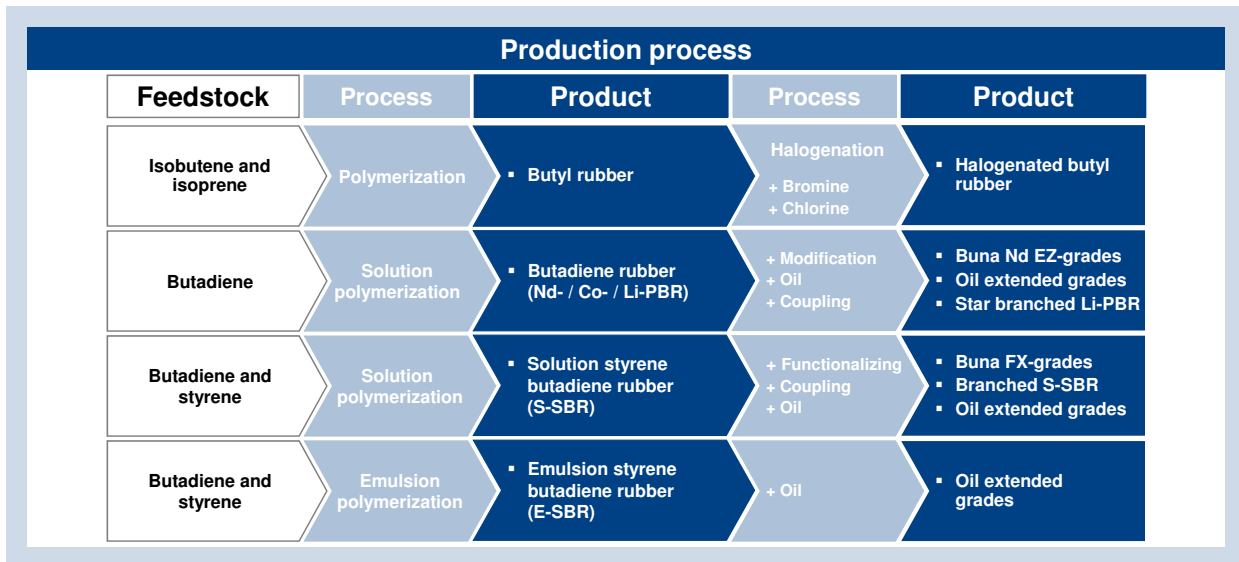 Production process
Feedstock
Process
Product
Process
Product
Isobutene and
isoprene
Polymerization
▪ Butyl rubber
Halogenation
+ Bromine
+ Chlorine
▪ Halogenated butyl
rubber
Butadiene
Solution
polymerization
▪ Butadiene rubber
(Nd- / Co- / Li-PBR)
+ Modification
+ Oil
+ Coupling
▪ Buna Nd EZ-grades
▪ Oil extended grades
▪ Star branched Li-PBR
Butadiene and
styrene
Solution
polymerization
▪ Solution styrene
butadiene rubber
(S-SBR)
+ Functionalizing
+ Coupling
+ Oil
▪ Buna FX-grades
▪ Branched S-SBR
▪ Oil extended grades
Butadiene and
styrene
Emulsion
polymerization
▪ Emulsion styrene
butadiene rubber
(E-SBR)
+ Oil
▪ Oil extended
grades